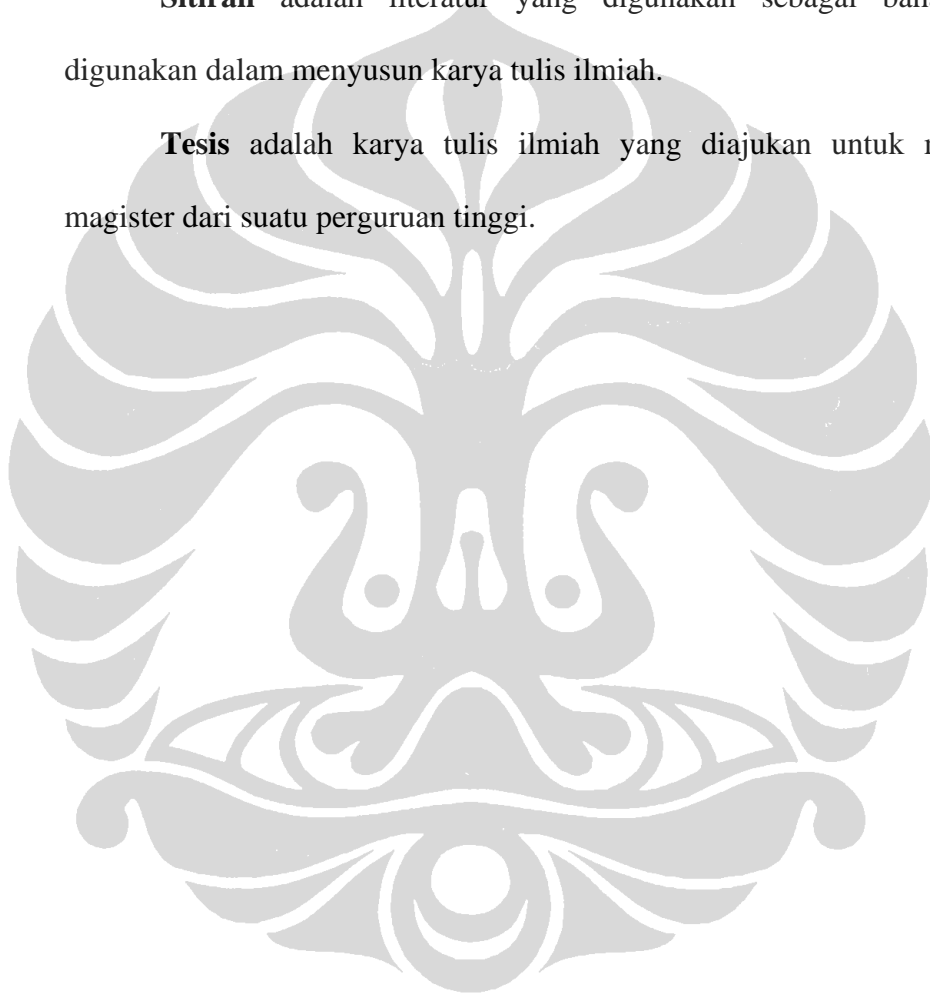 Sitiran adalah literatur yang digunakan sebagai
digunakan dalam menyusun karya tulis ilmiah.
Tesis adalah karya tulis ilmiah yang diajukan untuk
magister dari suatu perguruan tinggi.